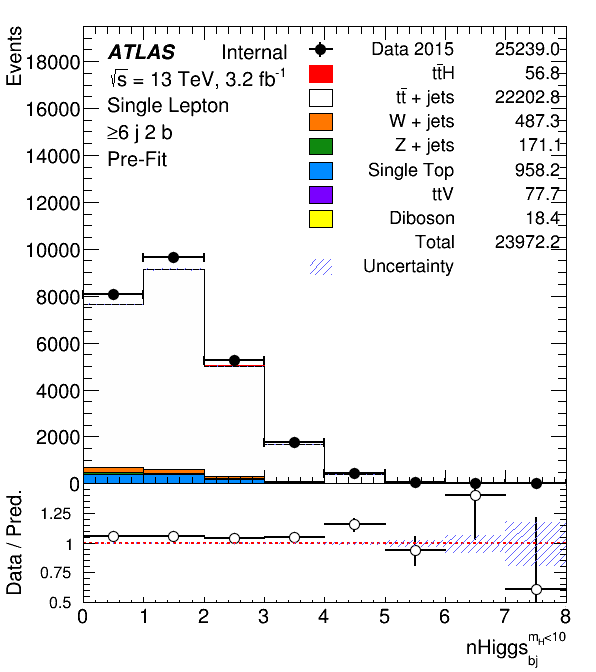 Events
18000
16000
14000
12000
10000
8000
6000
4000
2000
0
ATLAS Internal
√s = 13 TeV, 3.2 fb⁻¹
Single Lepton
≥6 j 2 b
Pre-Fit
Data 2015 25239.0
tt̄H 56.8
tt̄ + jets 22202.8
W + jets 487.3
Z + jets 171.1
Single Top 958.2
ttV 77.7
Diboson 18.4
Total 23972.2
Uncertainty
Data / Pred.
1.25
1
0.75
0.5
0 1 2 3 4 5 6 7 8
nHiggs_bj^{m_H<10}